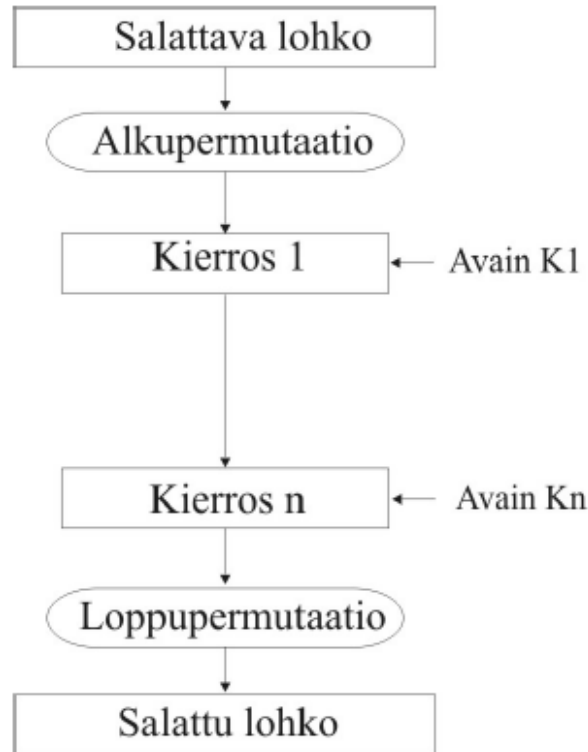 Salattava lohko
Alkupermutaatio
Kierros 1
Avain K1
Kierros n
Avain Kn
Loppupermutaatio
Salattu lohko